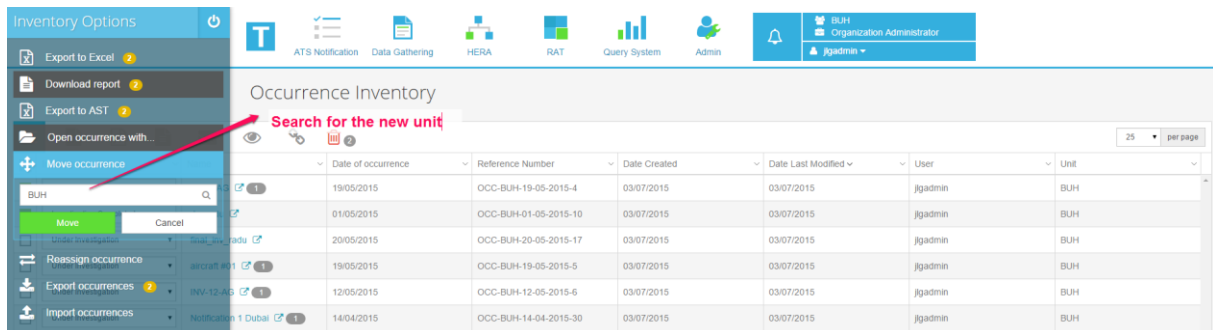 Inventory Options
Export to Excel 2
Download report 2
Export to AST 2
Open occurrence with...
Move occurrence
BUH
Move Cancel
Reassign occurrence
Export occurrences 2
Import occurrences
T
ATS Notification Data Gathering HERA RAT Query System Admin
BUH
Organization Administrator
jlgadmin
Occurrence Inventory
Search for the new unit
2
25 per page
Date of occurrence Reference Number Date Created Date Last Modified User Unit
1 19/05/2015 OCC-BUH-19-05-2015-4 03/07/2015 03/07/2015 jlgadmin BUH
01/05/2015 OCC-BUH-01-05-2015-10 03/07/2015 03/07/2015 jlgadmin BUH
Under investigation 20/05/2015 OCC-BUH-20-05-2015-17 03/07/2015 03/07/2015 jlgadmin BUH
aircraft #01 1 19/05/2015 OCC-BUH-19-05-2015-5 03/07/2015 03/07/2015 jlgadmin BUH
INV-12-AG 1 12/05/2015 OCC-BUH-12-05-2015-6 03/07/2015 03/07/2015 jlgadmin BUH
Notification 1 Dubai 1 14/04/2015 OCC-BUH-14-04-2015-30 03/07/2015 03/07/2015 jlgadmin BUH